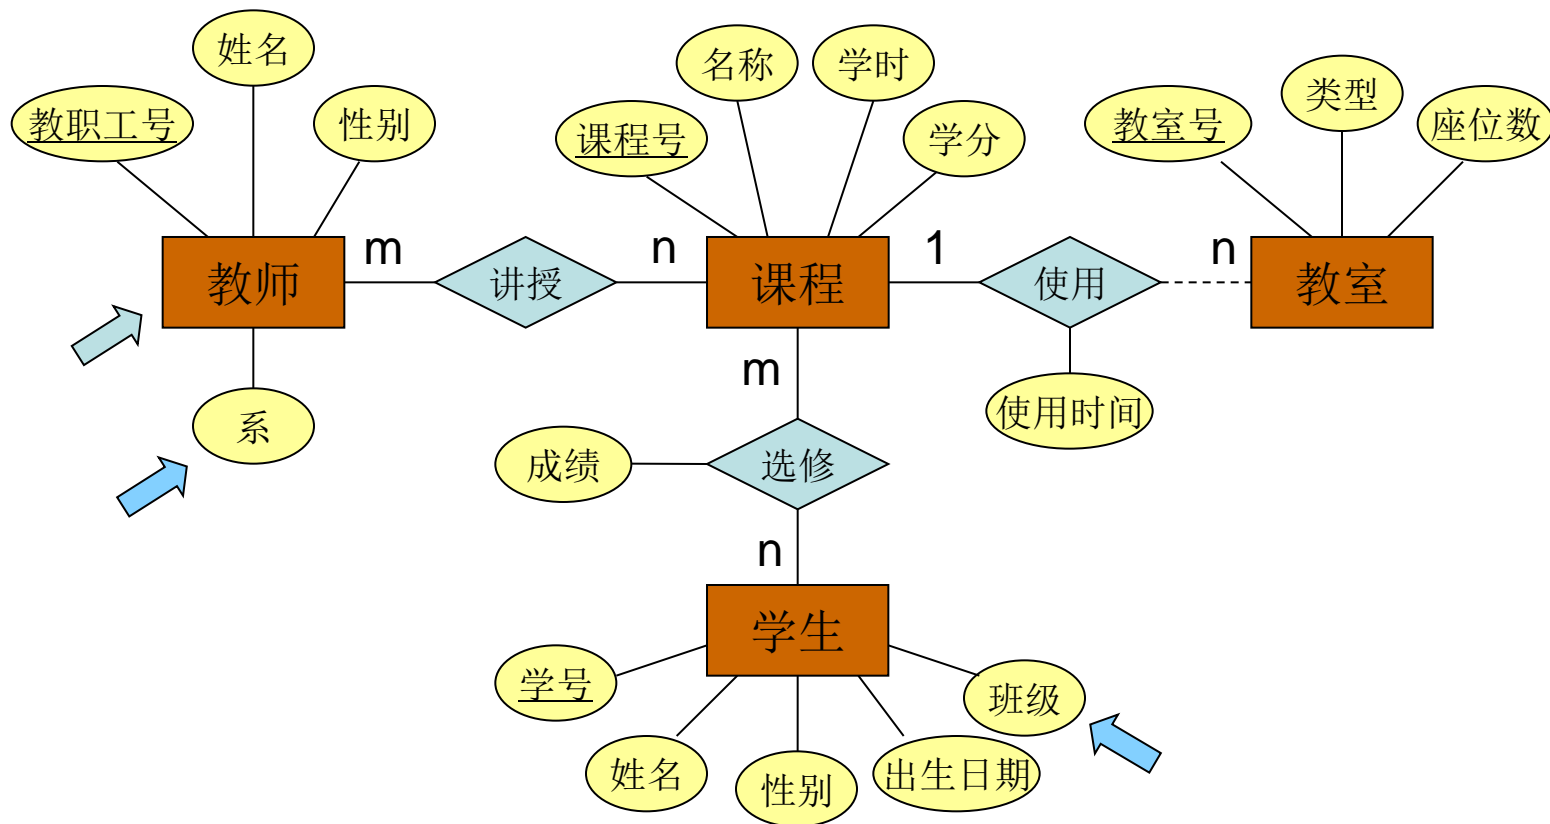 姓名
教职工号
性别
名称
学时
课程号
学分
类型
教室号
座位数
教师
m
讲授
n
课程
1
使用
n
教室
系
m
使用时间
成绩
选修
n
学生
学号
班级
姓名
性别
出生日期